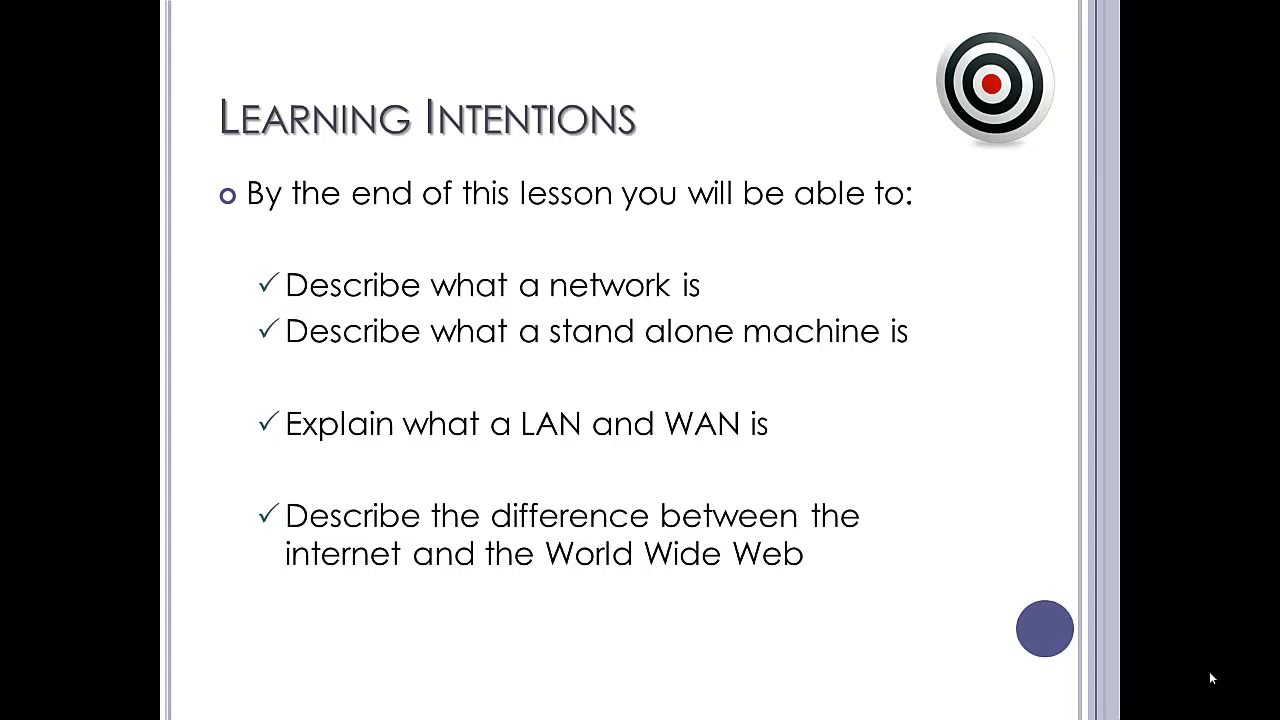 Learning Intentions
By the end of this lesson you will be able to:
Describe what a network is
Describe what a stand alone machine is
Explain what a LAN and WAN is
Describe the difference between the
internet and the World Wide Web